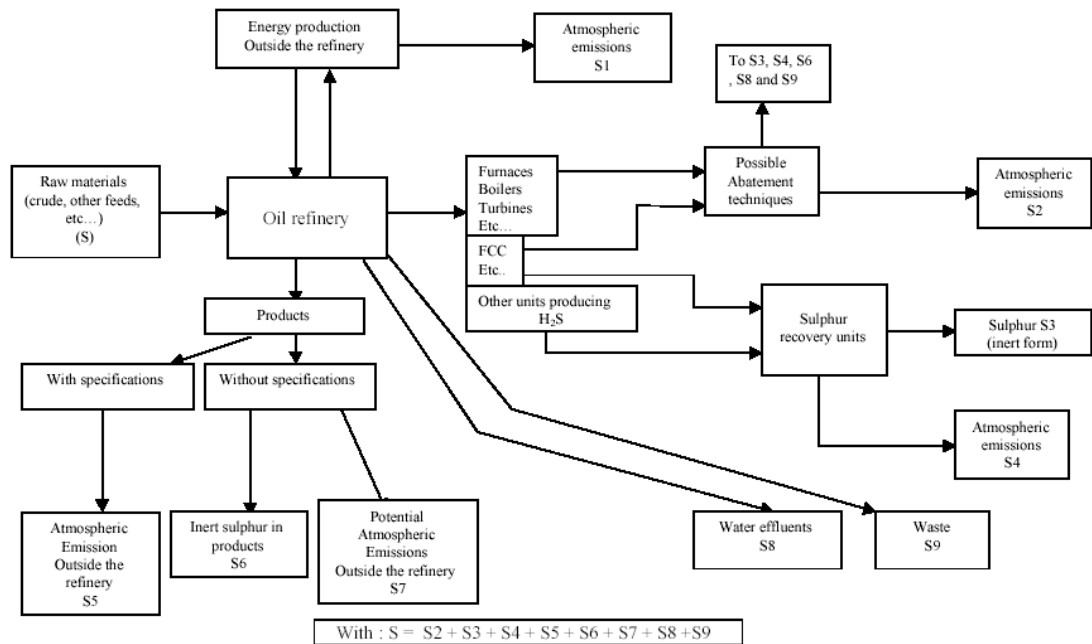 Energy production
Outside the refinery
Atmospheric
emissions
S1
To S3, S4, S6
, S8 and S9
Raw materials
(crude, other feeds,
etc…)
(S)
Oil refinery
Furnaces
Boilers
Turbines
Etc…
FCC
Etc..
Other units producing
H₂S
Possible
Abatement
techniques
Atmospheric
emissions
S2
Products
Sulphur
recovery units
Sulphur S3
(inert form)
With specifications
Without specifications
Atmospheric
emissions
S4
Atmospheric
Emission
Outside the
refinery
S5
Inert sulphur in
products
S6
Potential
Atmospheric
Emissions
Outside the refinery
S7
Water effluents
S8
Waste
S9
With : S = S2 + S3 + S4 + S5 + S6 + S7 + S8 +S9